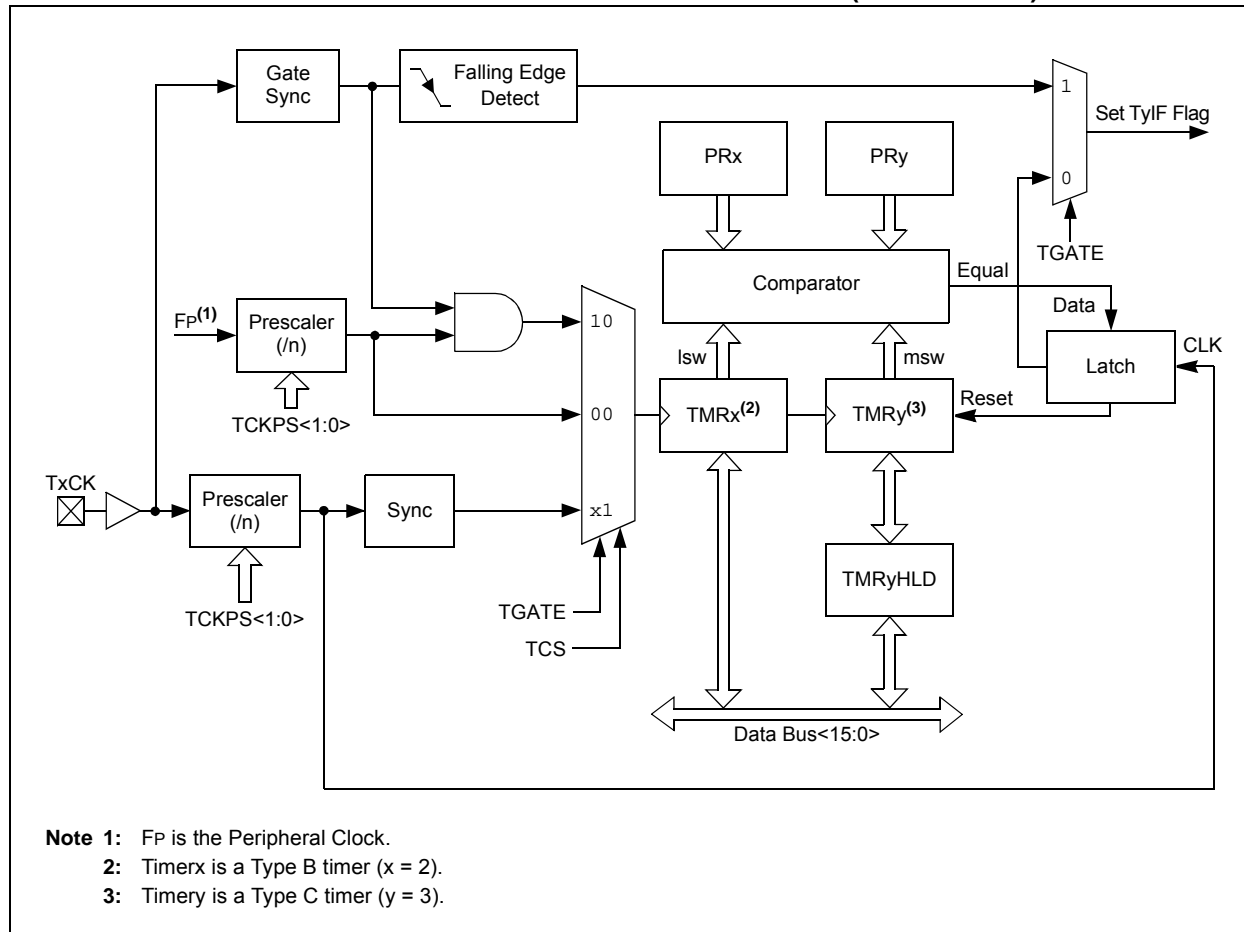 Gate
Sync
Falling Edge
Detect
1
Set TyIF Flag
0
TGATE
PRx
PRy
Comparator
Equal
Data
FP(1)
Prescaler
(/n)
TCKPS<1:0>
10
00
x1
lsw
msw
TMRx(2)
TMRy(3)
Reset
Latch
CLK
TxCK
Prescaler
(/n)
TCKPS<1:0>
Sync
TGATE
TCS
TMRyHLD
Data Bus<15:0>
Note 1: FP is the Peripheral Clock.
2: Timerx is a Type B timer (x = 2).
3: Timery is a Type C timer (y = 3).